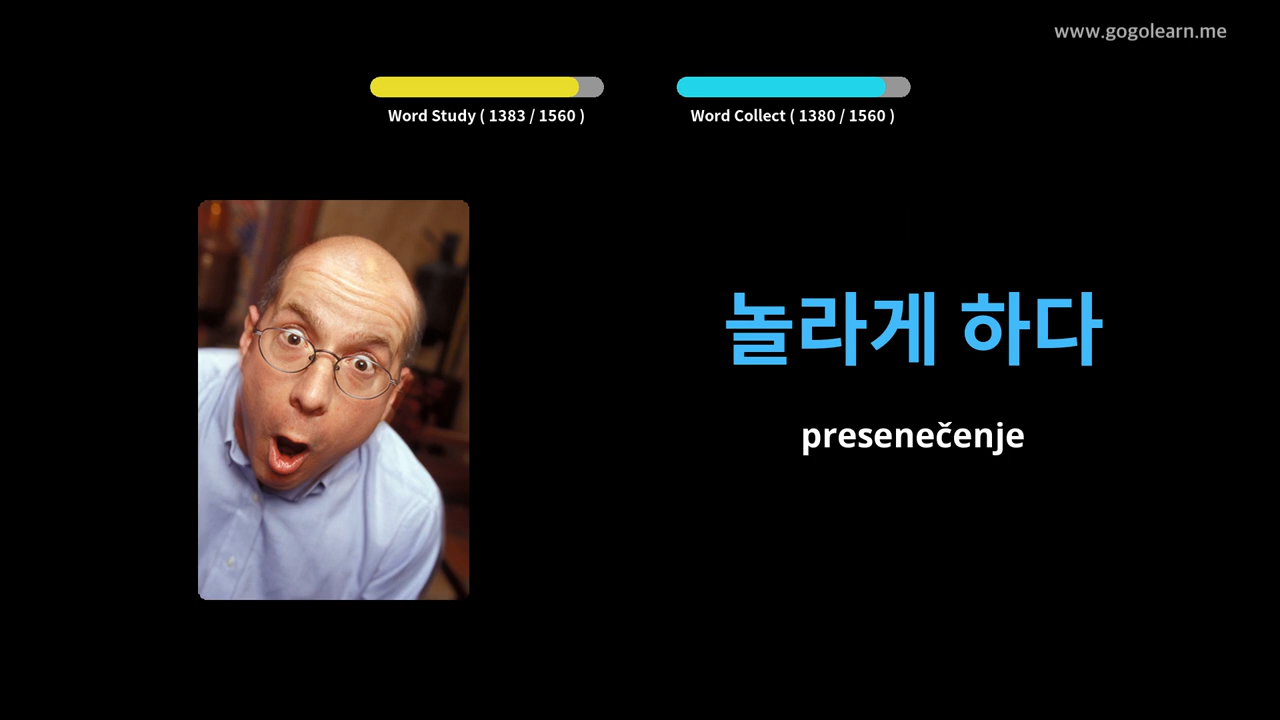 www.gogolearn.me
Word Study ( 1383 / 1560 )
Word Collect ( 1380 / 1560 )
놀라게 하다
presenečenje